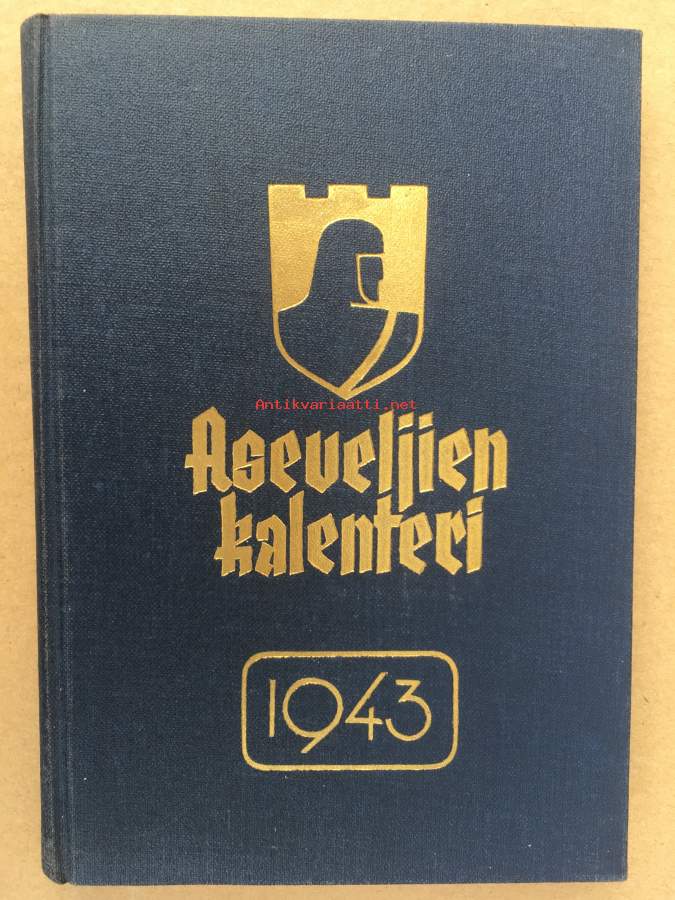 Antikvariaatti.net
Aseveljien
kalenteri
1943